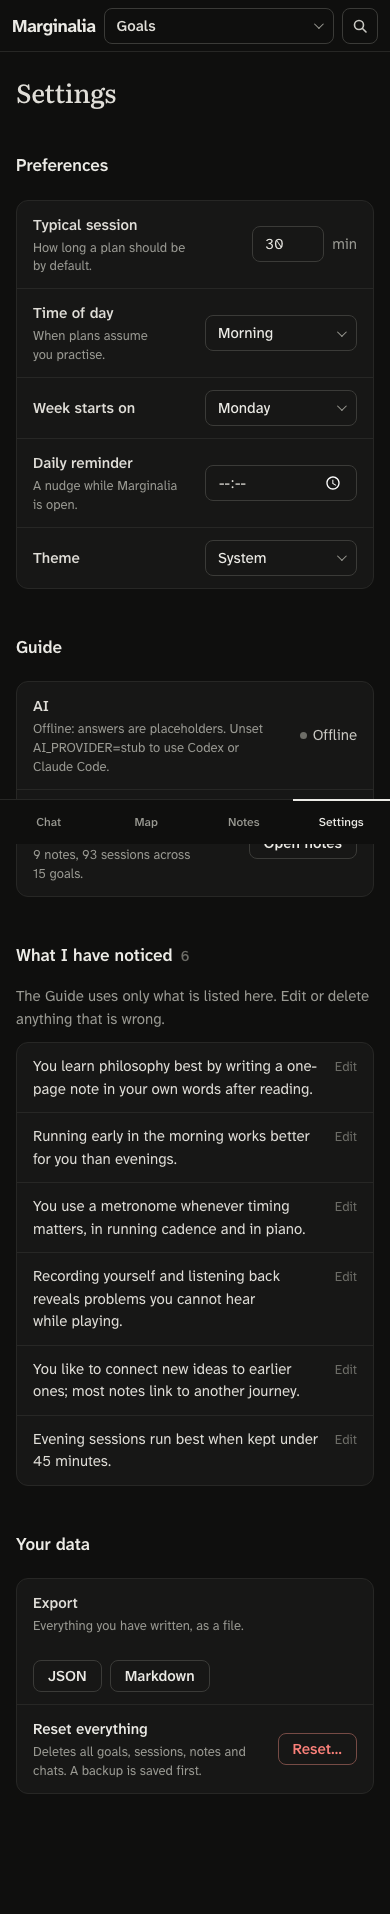 Marginalia
Goals
Settings
Preferences
Typical session
How long a plan should be
by default.
30
min
Time of day
When plans assume
you practise.
Morning
Week starts on
Monday
Daily reminder
A nudge while Marginalia
is open.
--:--
Theme
System
Guide
AI
Offline: answers are placeholders. Unset
AI_PROVIDER=stub to use Codex or
Claude Code.
Offline
Chat
Map
Notes
Settings
9 notes, 93 sessions across
15 goals.
Open notes
What I have noticed 6
The Guide uses only what is listed here. Edit or delete
anything that is wrong.
You learn philosophy best by writing a one-
page note in your own words after reading.
Edit
Running early in the morning works better
for you than evenings.
Edit
You use a metronome whenever timing
matters, in running cadence and in piano.
Edit
Recording yourself and listening back
reveals problems you cannot hear
while playing.
Edit
You like to connect new ideas to earlier
ones; most notes link to another journey.
Edit
Evening sessions run best when kept under
45 minutes.
Edit
Your data
Export
Everything you have written, as a file.
JSON
Markdown
Reset everything
Deletes all goals, sessions, notes and
chats. A backup is saved first.
Reset...